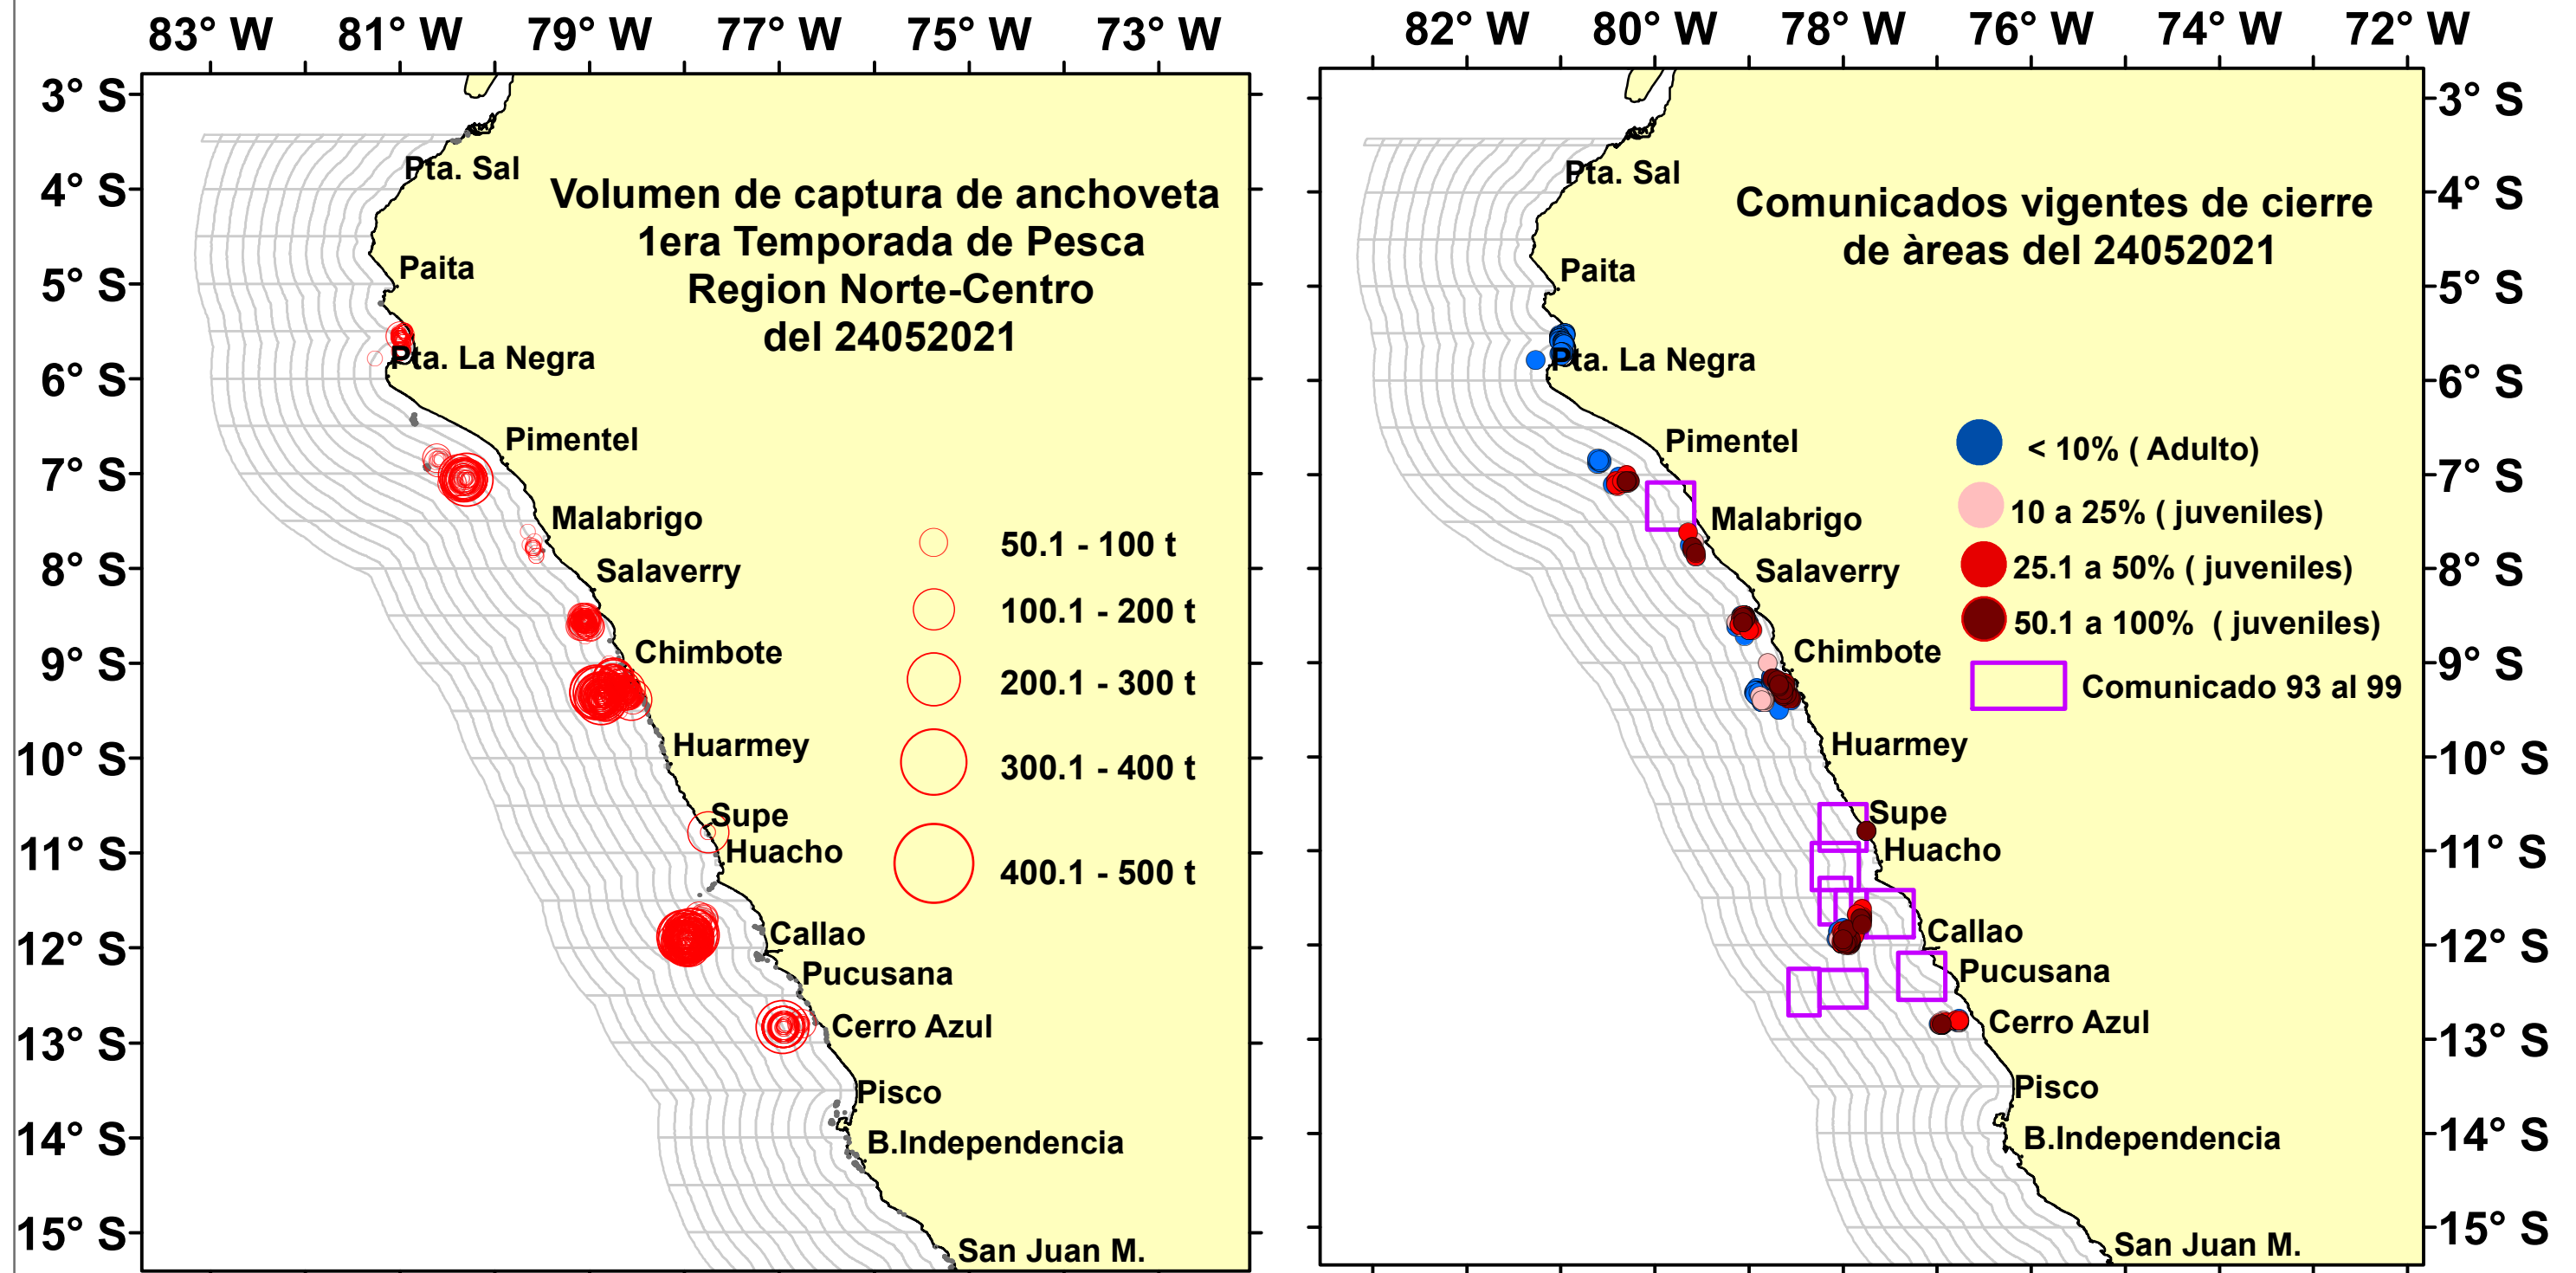 83° W 81° W 79° W 77° W 75° W 73° W
3° S
4° S
5° S
6° S
7° S
8° S
9° S
10° S
11° S
12° S
13° S
14° S
15° S
Volumen de captura de anchoveta
1era Temporada de Pesca
Region Norte-Centro
del 24052021
Pta. Sal
Paita
Pta. La Negra
Pimentel
Malabrigo
Salaverry
Chimbote
Huarmey
Supe
Huacho
Callao
Pucusana
Cerro Azul
Pisco
B.Independencia
San Juan M.
50.1 - 100 t
100.1 - 200 t
200.1 - 300 t
300.1 - 400 t
400.1 - 500 t
82° W 80° W 78° W 76° W 74° W 72° W
Comunicados vigentes de cierre
de àreas del 24052021
Pta. Sal
Paita
Pta. La Negra
Pimentel
Malabrigo
Salaverry
Chimbote
Huarmey
Supe
Huacho
Callao
Pucusana
Cerro Azul
Pisco
B.Independencia
San Juan M.
< 10% ( Adulto)
10 a 25% ( juveniles)
25.1 a 50% ( juveniles)
50.1 a 100% ( juveniles)
Comunicado 93 al 99
3° S
4° S
5° S
6° S
7° S
8° S
9° S
10° S
11° S
12° S
13° S
14° S
15° S